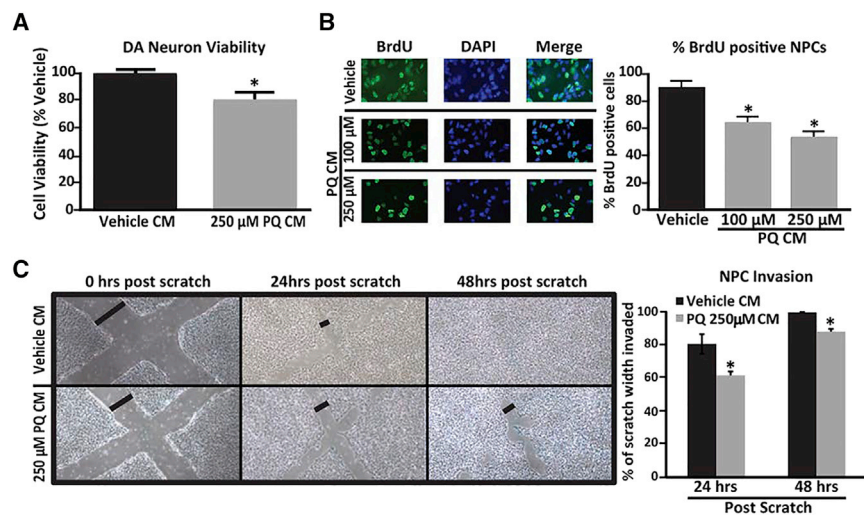 A
DA Neuron Viability
Cell Viability (% Vehicle)
100
80
60
40
20
0
*
Vehicle CM
250 µM PQ CM
B
BrdU
DAPI
Merge
Vehicle
PQ CM
100 µM
250 µM
% BrdU positive NPCs
% BrdU positive cells
100
80
60
40
20
0
*
*
Vehicle
100 µM
250 µM
PQ CM
C
0 hrs post scratch
24hrs post scratch
48hrs post scratch
Vehicle CM
250 µM PQ CM
NPC Invasion
% of scratch width invaded
100
80
60
40
20
0
Vehicle CM
PQ 250µM CM
*
*
24 hrs
48 hrs
Post Scratch